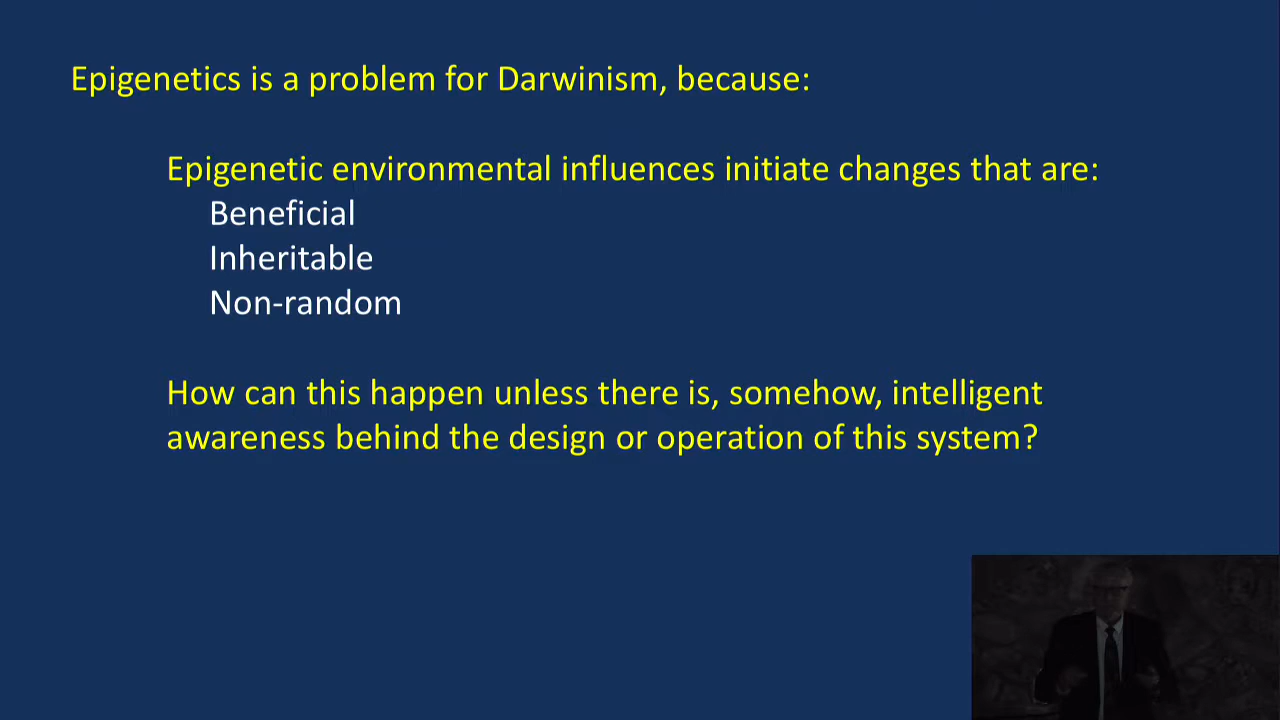 Epigenetics is a problem for Darwinism, because:
Epigenetic environmental influences initiate changes that are:
Beneficial
Inheritable
Non-random
How can this happen unless there is, somehow, intelligent
awareness behind the design or operation of this system?